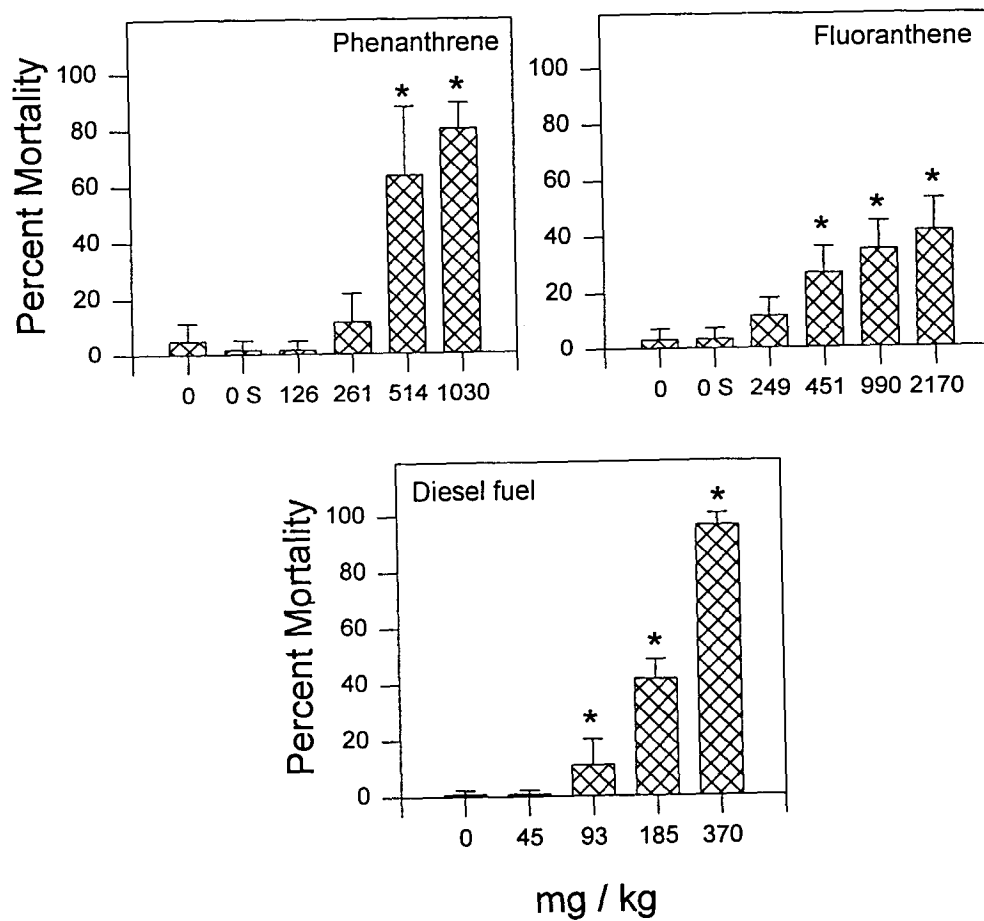 Phenanthrene
Percent Mortality
100
80
60
40
20
0
* *
0 0 S 126 261 514 1030
Fluoranthene
100
80
60
40
20
0
* * *
0 0 S 249 451 990 2170
Diesel fuel
Percent Mortality
100
80
60
40
20
0
* * *
0 45 93 185 370
mg / kg